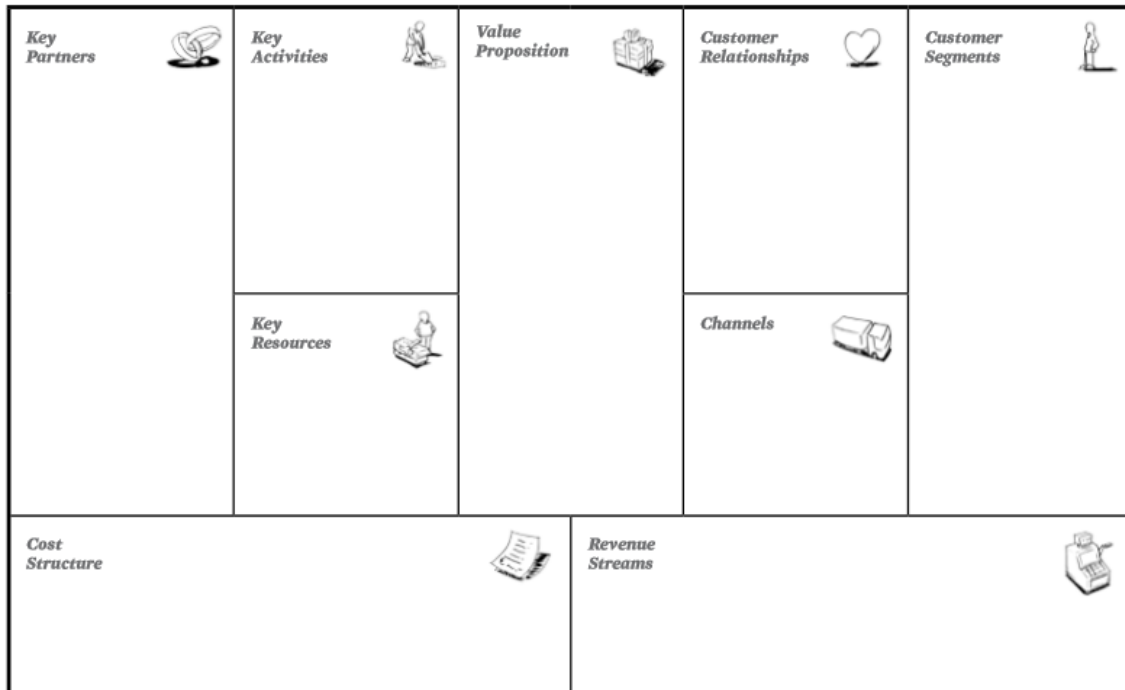 Key
Partners
Key
Activities
Value
Proposition
Customer
Relationships
Customer
Segments
Key
Resources
Channels
Cost
Structure
Revenue
Streams